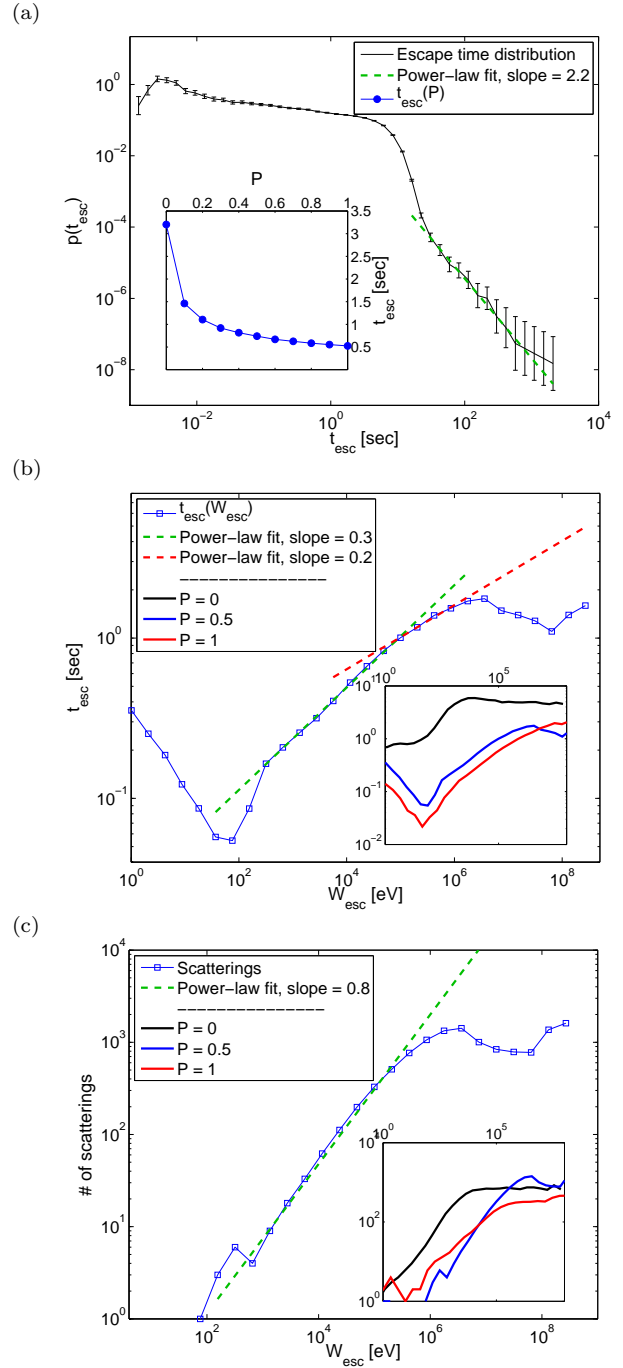 (a)
Escape time distribution
Power-law fit, slope = 2.2
t_esc(P)
10^0
10^-2
10^-4
10^-6
10^-8
p(t_esc)
P
0 0.2 0.4 0.6 0.8 1
3.5
3
2.5
2
1.5
1
0.5
t_esc [sec]
10^-2 10^0 10^2 10^4
t_esc [sec]
(b)
t_esc(W_esc)
Power-law fit, slope = 0.3
Power-law fit, slope = 0.2
----------------
P = 0
P = 0.5
P = 1
10^0
10^-1
t_esc [sec]
10^0 10^5
10^2
10^0
10^-1
10^-2
10^0 10^2 10^4 10^6 10^8
W_esc [eV]
(c)
Scatterings
Power-law fit, slope = 0.8
----------------
P = 0
P = 0.5
P = 1
10^4
10^3
10^2
10^1
10^0
# of scatterings
10^0 10^5
10^2
10^0
10^2 10^4 10^6 10^8
W_esc [eV]